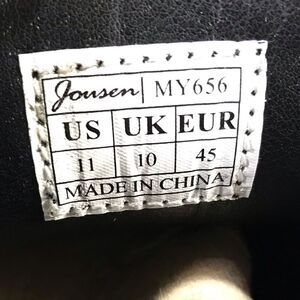 Jousen MY656
US UK EUR
11 10 45
MADE IN CHINA